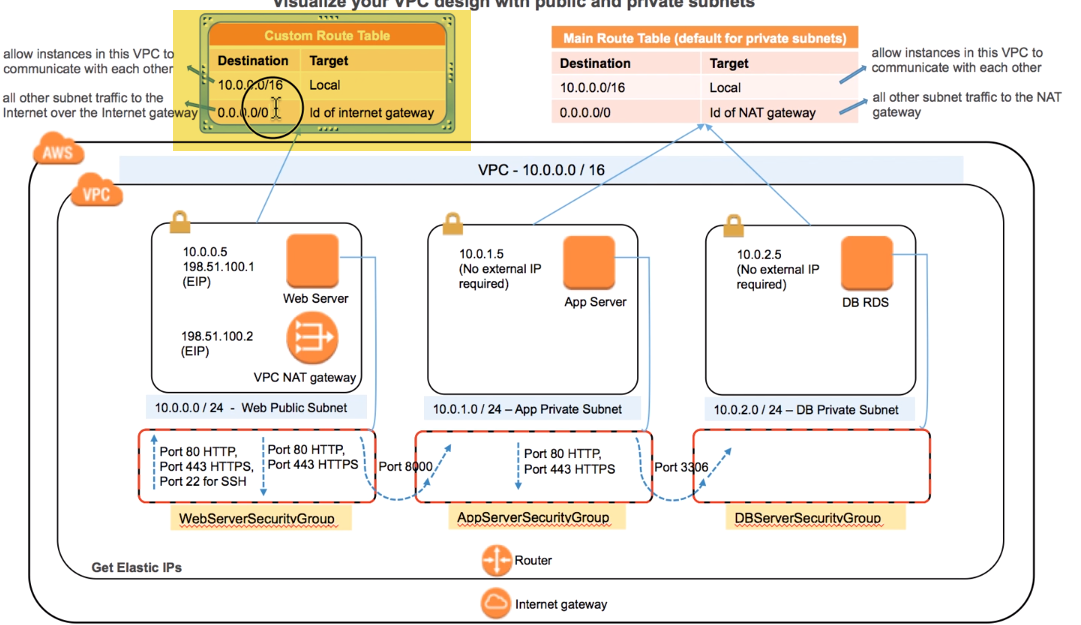 Visualize your VPC design with public and private subnets
Custom Route Table
Destination Target
10.0.0.0/16 Local
0.0.0.0/0 Id of internet gateway
allow instances in this VPC to
communicate with each other
all other subnet traffic to the
Internet over the Internet gateway
Main Route Table (default for private subnets)
Destination Target
10.0.0.0/16 Local
0.0.0.0/0 Id of NAT gateway
allow instances in this VPC to
communicate with each other
all other subnet traffic to the NAT
gateway
AWS
VPC - 10.0.0.0 / 16
VPC
10.0.0.5
198.51.100.1
(EIP)
Web Server
198.51.100.2
(EIP)
VPC NAT gateway
10.0.1.5
(No external IP
required)
App Server
10.0.2.5
(No external IP
required)
DB RDS
10.0.0.0 / 24 - Web Public Subnet
10.0.1.0 / 24 – App Private Subnet
10.0.2.0 / 24 – DB Private Subnet
Port 80 HTTP,
Port 443 HTTPS,
Port 22 for SSH
Port 80 HTTP,
Port 443 HTTPS
Port 8000
Port 80 HTTP,
Port 443 HTTPS
Port 3306
WebServerSecurityGroup
AppServerSecurityGroup
DBServerSecurityGroup
Router
Get Elastic IPs
Internet gateway